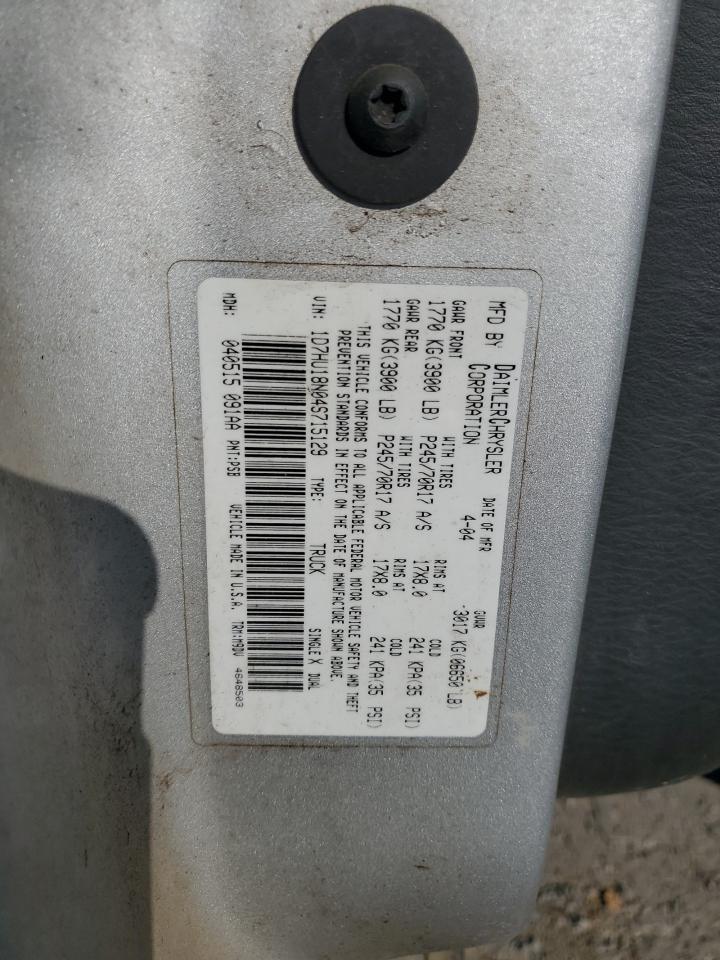 MFD BY DAIMLERCHRYSLER CORPORATION
DATE OF MFR 4-04
GVWR 3017 KG(06650 LB)
GAWR FRONT WITH TIRES RIMS AT COLD
1770 KG(3900 LB) P245/70R17 A/S 17X8.0 241 KPA(35 PSI)
GAWR REAR WITH TIRES RIMS AT COLD
1770 KG(3900 LB) P245/70R17 A/S 17X8.0 241 KPA(35 PSI)
THIS VEHICLE CONFORMS TO ALL APPLICABLE FEDERAL MOTOR VEHICLE SAFETY AND THEFT
PREVENTION STANDARDS IN EFFECT ON THE DATE OF MANUFACTURE SHOWN ABOVE.
VIN: 1D7HU18N04S715129 TYPE: TRUCK SINGLE X DUAL
MDH: 040515 091AA PNT:PSB VEHICLE MADE IN U.S.A. TRM:M9DV 4648503